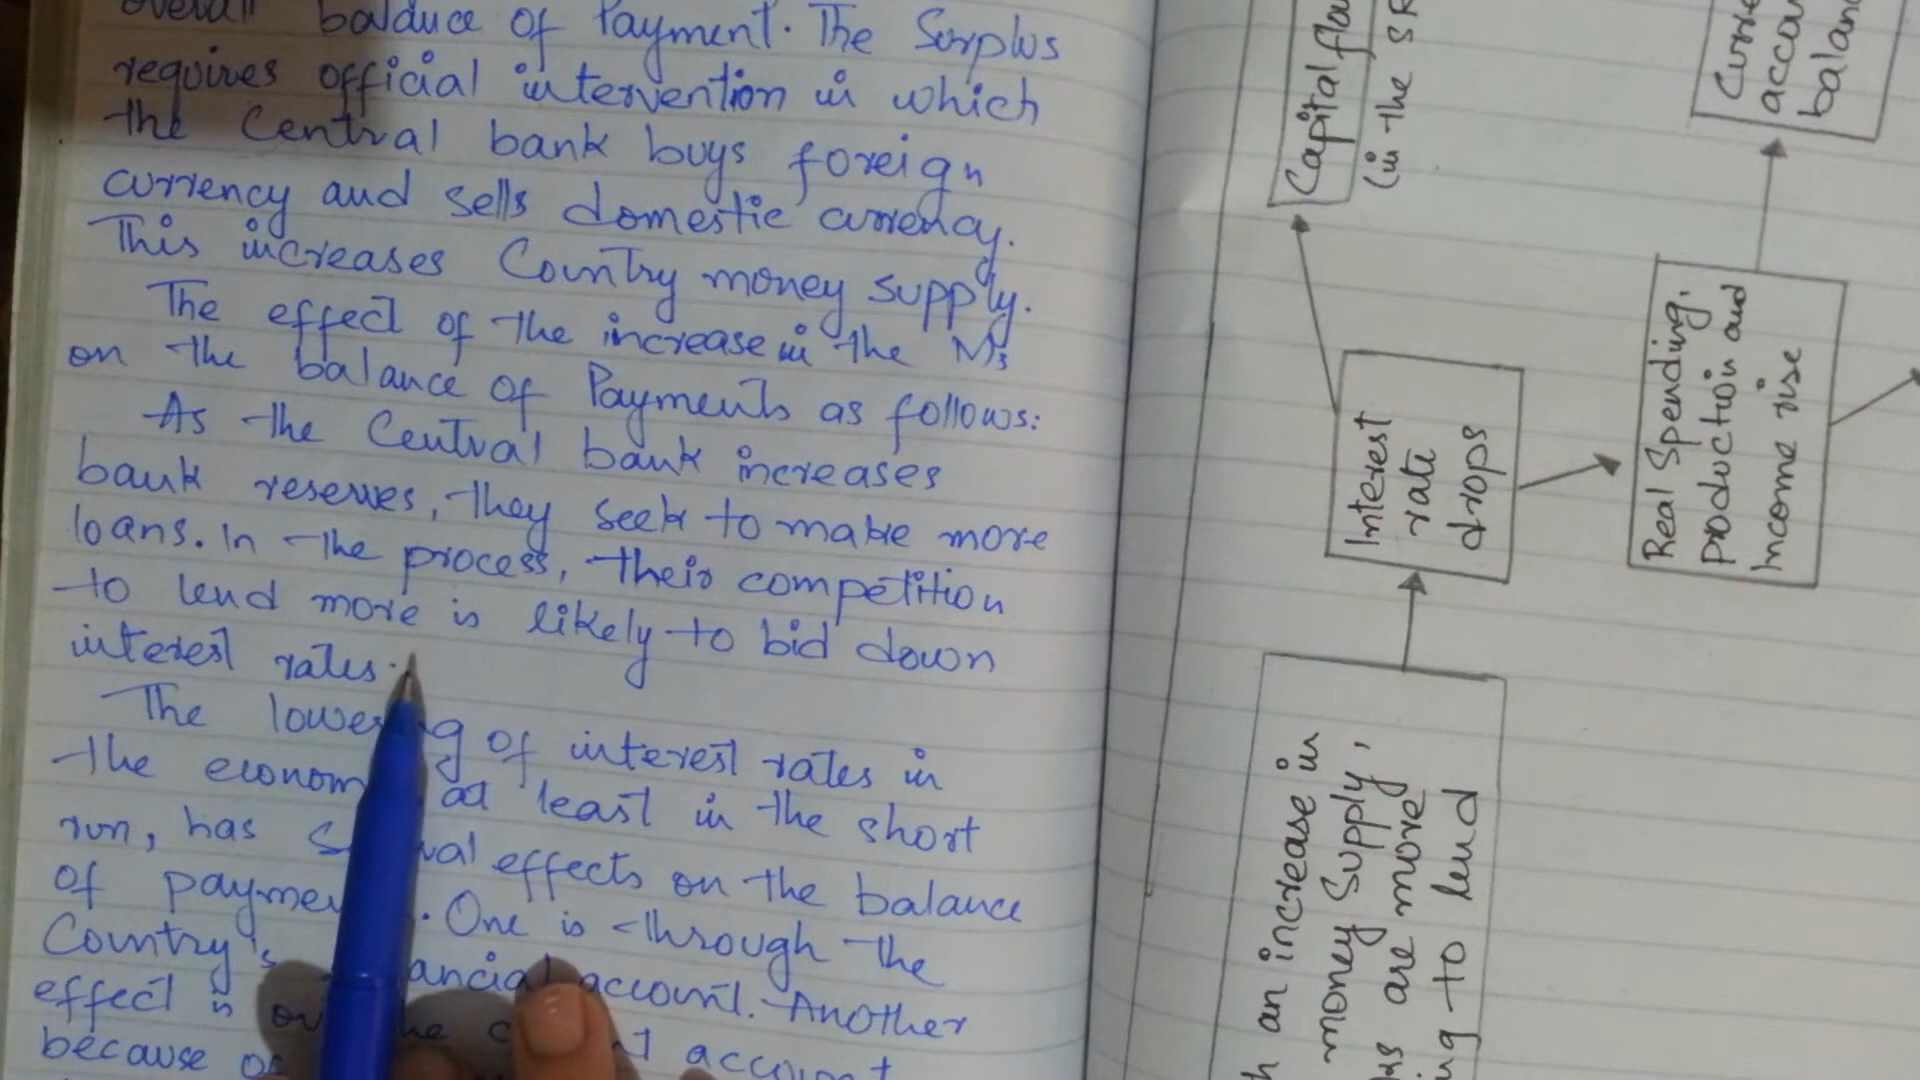 overall balance of Payment. The Surplus
requires official intervention in which
the Central bank buys foreign
currency and sells domestic currency.
This increases Country money supply.
The effect of the increase in the Ms
on the balance of Payments as follows:
As the Central bank increases
bank reserves, they seek to make more
loans. In the process, their competition
to lend more is likely to bid down
interest rates.
The lowering of interest rates in
the econom at least in the short
run, has effects on the balance
of paymen . One is through the
Country's account. Another
effect is
because account
an increase in
money Supply,
are more
to lend
Interest
rate
drops
Capital flo
(in the SR
Real Spending,
production and
Income rise
Curre
accou
balan